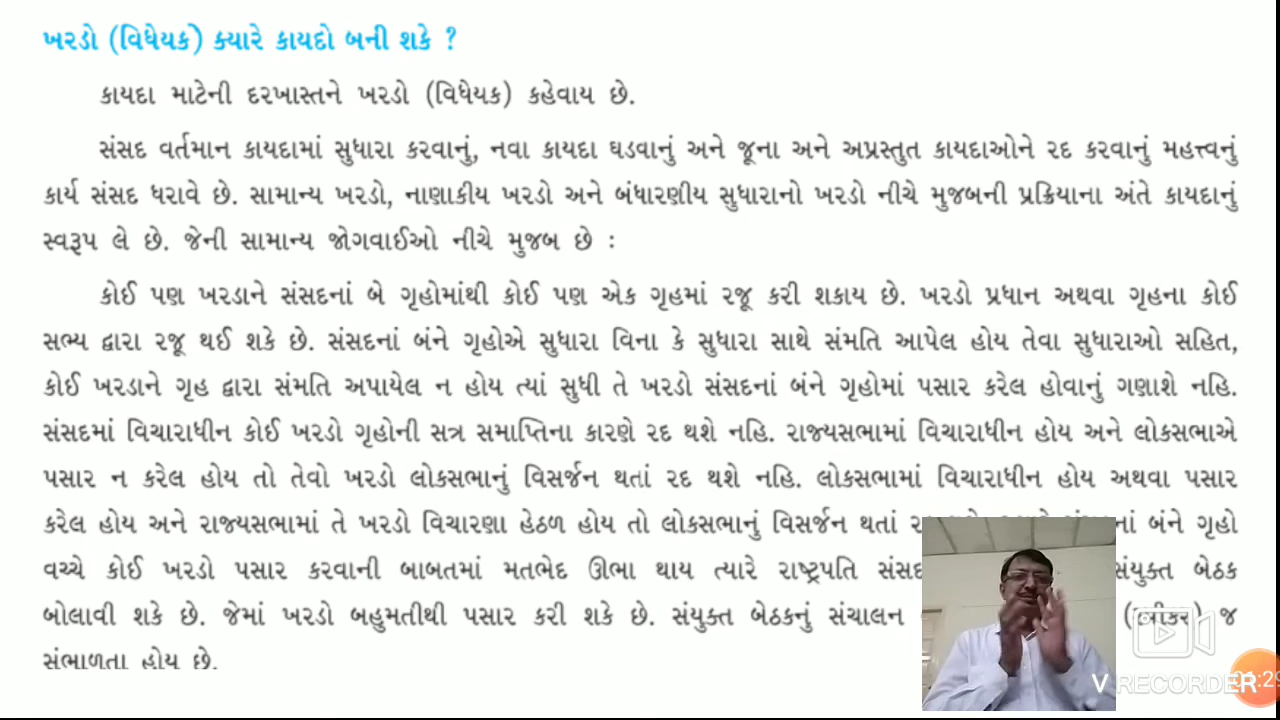 ખરડો (વિધેયક) ક્યારે કાયદો બની શકે ?
કાયદા માટેની દરખાસ્તને ખરડો (વિધેયક) કહેવાય છે.
સંસદ વર્તમાન કાયદામાં સુધારા કરવાનું, નવા કાયદા ઘડવાનું અને જૂના અને અપ્રસ્તુત કાયદાઓને રદ કરવાનું મહત્ત્વનું
કાર્ય સંસદ ધરાવે છે. સામાન્ય ખરડો, નાણાકીય ખરડો અને બંધારણીય સુધારાનો ખરડો નીચે મુજબની પ્રક્રિયાના અંતે કાયદાનું
સ્વરૂપ લે છે. જેની સામાન્ય જોગવાઈઓ નીચે મુજબ છે :
કોઈ પણ ખરડાને સંસદનાં બે ગૃહોમાંથી કોઈ પણ એક ગૃહમાં રજૂ કરી શકાય છે. ખરડો પ્રધાન અથવા ગૃહના કોઈ
સભ્ય દ્વારા રજૂ થઈ શકે છે. સંસદનાં બંને ગૃહોએ સુધારા વિના કે સુધારા સાથે સંમતિ આપેલ હોય તેવા સુધારાઓ સહિત,
કોઈ ખરડાને ગૃહ દ્વારા સંમતિ અપાયેલ ન હોય ત્યાં સુધી તે ખરડો સંસદનાં બંને ગૃહોમાં પસાર કરેલ હોવાનું ગણાશે નહિ.
સંસદમાં વિચારાધીન કોઈ ખરડો ગૃહોની સત્ર સમાપ્તિના કારણે રદ થશે નહિ. રાજ્યસભામાં વિચારાધીન હોય અને લોકસભાએ
પસાર ન કરેલ હોય તો તેવો ખરડો લોકસભાનું વિસર્જન થતાં રદ થશે નહિ. લોકસભામાં વિચારાધીન હોય અથવા પસાર
કરેલ હોય અને રાજ્યસભામાં તે ખરડો વિચારણા હેઠળ હોય તો લોકસભાનું વિસર્જન થતાં બંને ગૃહો
વચ્ચે કોઈ ખરડો પસાર કરવાની બાબતમાં મતભેદ ઊભા થાય ત્યારે રાષ્ટ્રપતિ સંસદ સંયુક્ત બેઠક
બોલાવી શકે છે. જેમાં ખરડો બહુમતીથી પસાર કરી શકે છે. સંયુક્ત બેઠકનું સંચાલન જ
સંભાળતા હોય છે.
V RECORDER